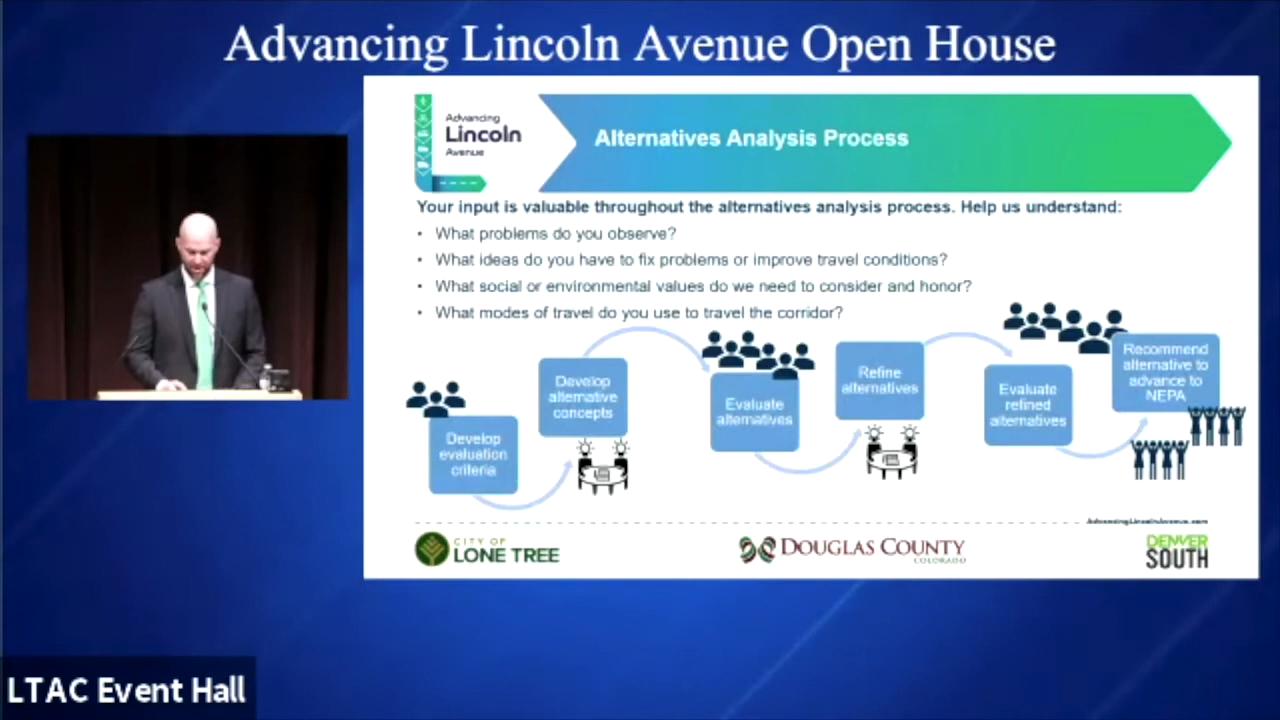 Advancing Lincoln Avenue Open House
Advancing
Lincoln
Avenue
Alternatives Analysis Process
Your input is valuable throughout the alternatives analysis process. Help us understand:
• What problems do you observe?
• What ideas do you have to fix problems or improve travel conditions?
• What social or environmental values do we need to consider and honor?
• What modes of travel do you use to travel the corridor?
Develop
evaluation
criteria
Develop
alternative
concepts
Evaluate
alternatives
Refine
alternatives
Evaluate
refined
alternatives
Recommend
alternative to
advance to
NEPA
AdvancingLincolnAvenue.com
CITY OF
LONE TREE
DOUGLAS COUNTY
COLORADO
DENVER
SOUTH
LTAC Event Hall